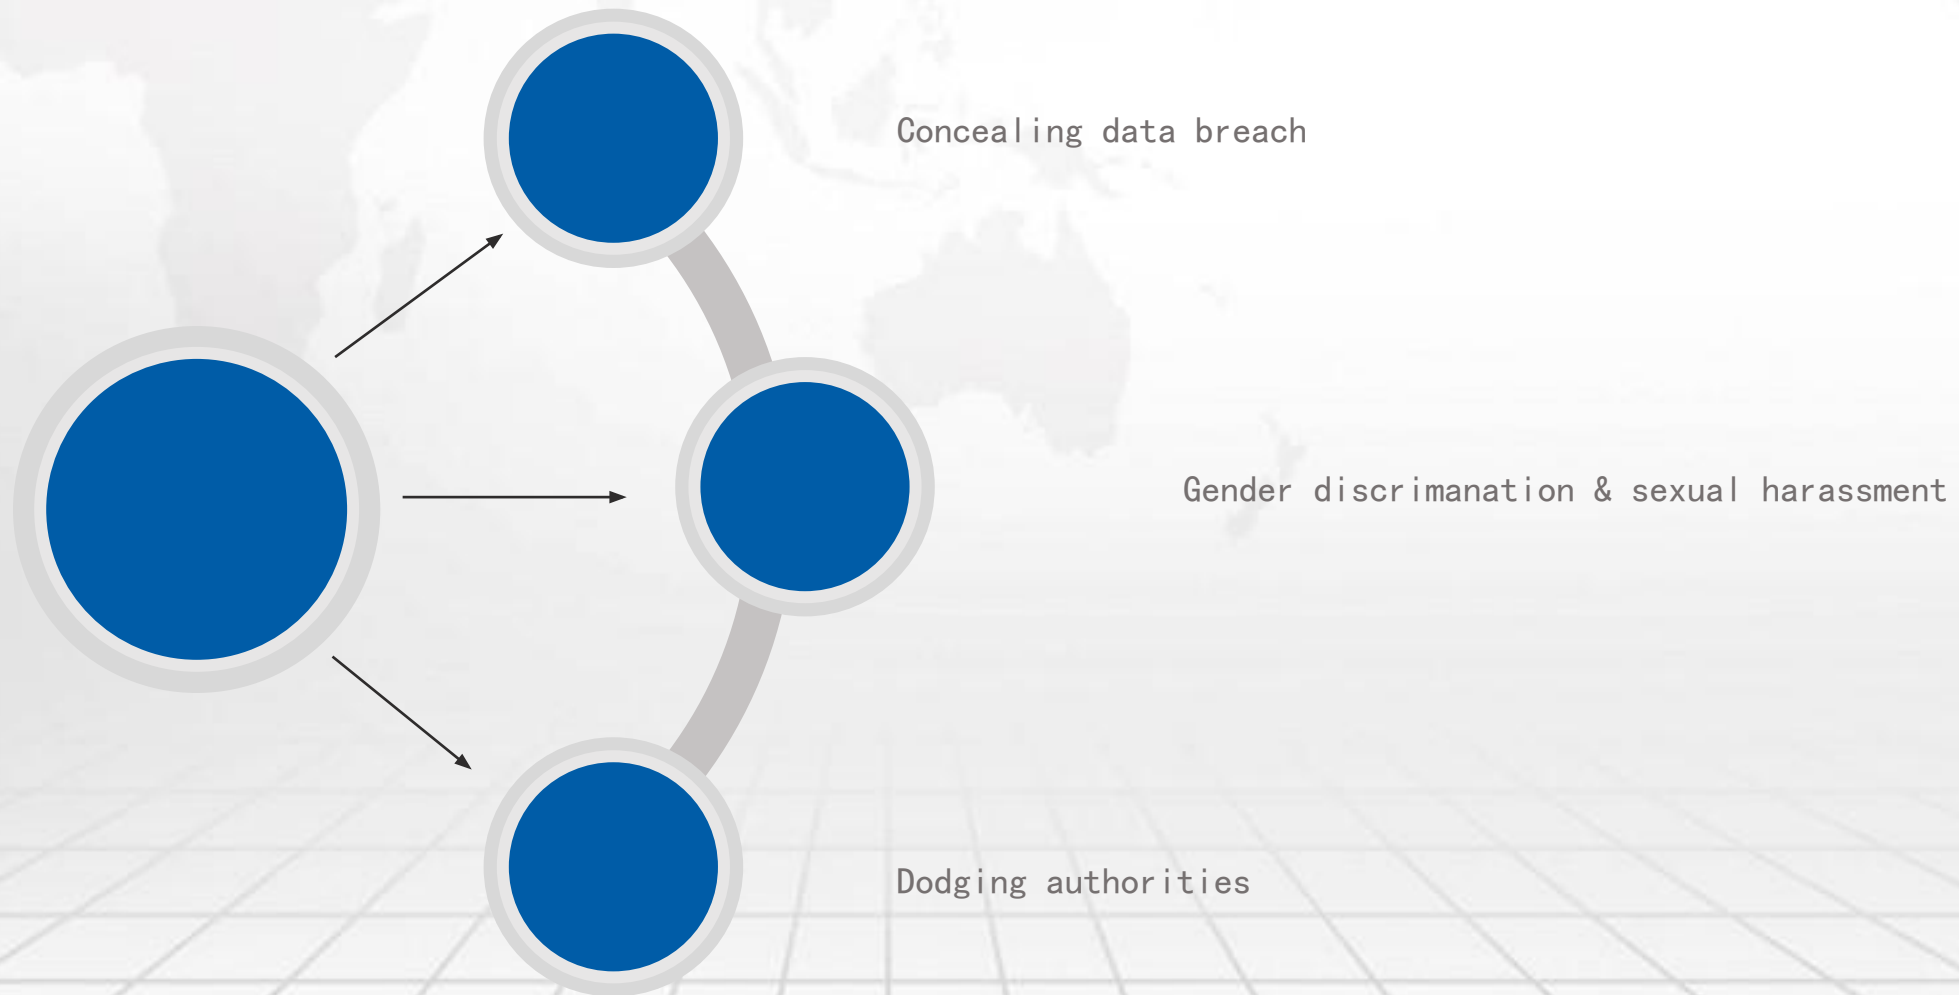 Concealing data breach
Gender discrimanation & sexual harassment
Dodging authorities